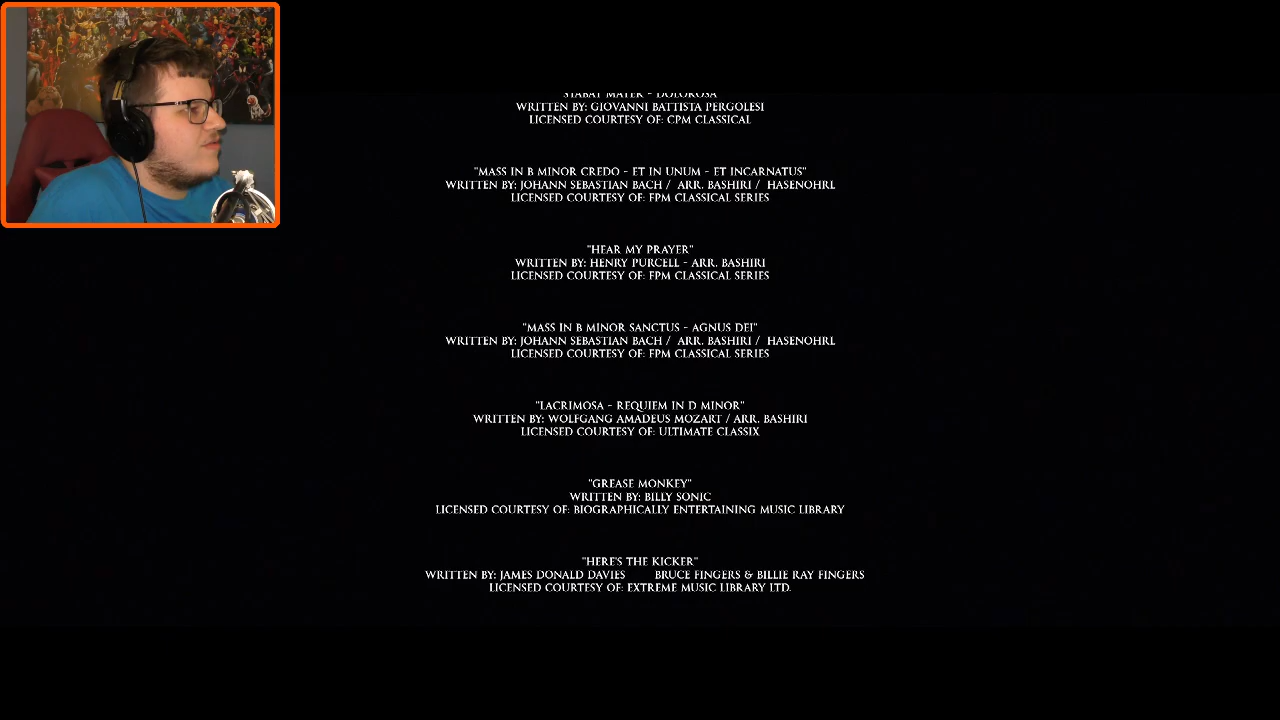 STABAT MATER - DOLOROSA
WRITTEN BY: GIOVANNI BATTISTA PERGOLESI
LICENSED COURTESY OF: CPM CLASSICAL
"MASS IN B MINOR CREDO - ET IN UNUM - ET INCARNATUS"
WRITTEN BY: JOHANN SEBASTIAN BACH / ARR. BASHIRI / HASENOHRL
LICENSED COURTESY OF: FPM CLASSICAL SERIES
"HEAR MY PRAYER"
WRITTEN BY: HENRY PURCELL - ARR. BASHIRI
LICENSED COURTESY OF: FPM CLASSICAL SERIES
"MASS IN B MINOR SANCTUS - AGNUS DEI"
WRITTEN BY: JOHANN SEBASTIAN BACH / ARR. BASHIRI / HASENOHRL
LICENSED COURTESY OF: FPM CLASSICAL SERIES
"LACRIMOSA - REQUIEM IN D MINOR"
WRITTEN BY: WOLFGANG AMADEUS MOZART / ARR. BASHIRI
LICENSED COURTESY OF: ULTIMATE CLASSIX
"GREASE MONKEY"
WRITTEN BY: BILLY SONIC
LICENSED COURTESY OF: BIOGRAPHICALLY ENTERTAINING MUSIC LIBRARY
"HERE'S THE KICKER"
WRITTEN BY: JAMES DONALD DAVIES BRUCE FINGERS & BILLIE RAY FINGERS
LICENSED COURTESY OF: EXTREME MUSIC LIBRARY LTD.